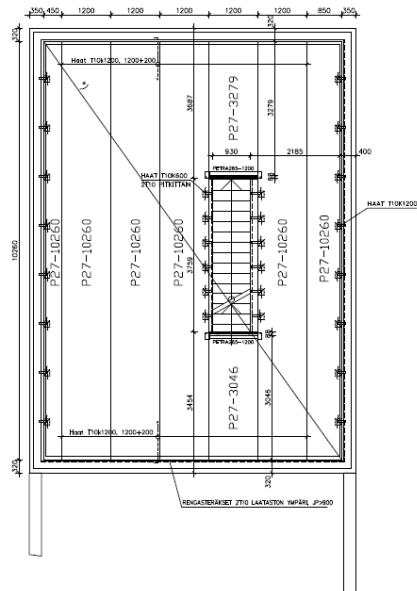 350 450 1200 1200 1200 1200 1200 850 350
320
Haat T10k1200, 1200+200
*)
3687
P27-3279
3279
930
2185
400
PETRA265-1200
HAAT T10K600
2T10 PITKITTÄIN
HAAT T10K1200
10260
P27-10260
P27-10260
P27-10260
P27-10260
P27-10260
P27-10260
3759
PETRA265-1200
3454
P27-3046
3046
Haat T10k1200, 1200+200
320
320
RENGASTERÄKSET 2T10 LAATASTON YMPÄRI, JP>600